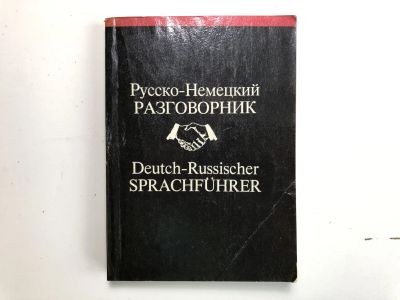 Русско-Немецкий
РАЗГОВОРНИК
Deutch-Russischer
SPRACHFÜHRER